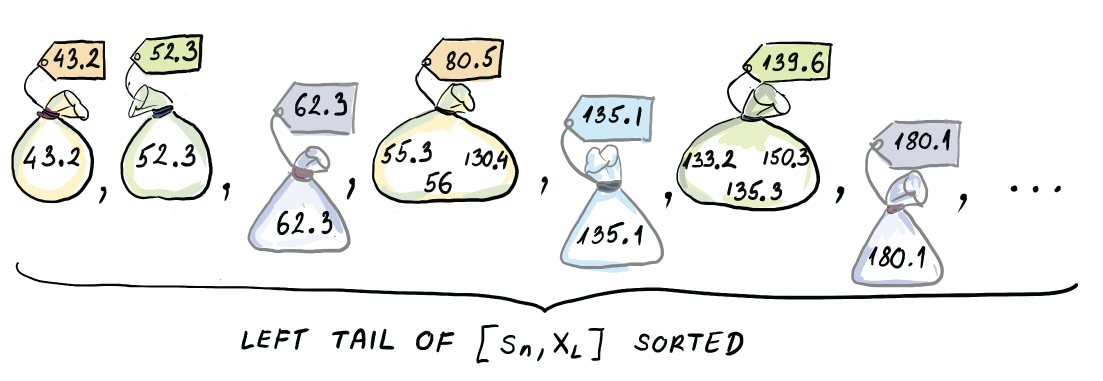 43.2 52.3 62.3 80.5 135.1 139.6 180.1
43.2 , 52.3 , 62.3 , 55.3 130.4 , 135.1 , 133.2 150.3 , 180.1 , ...
56 135.3
LEFT TAIL OF [Sn, XL] SORTED